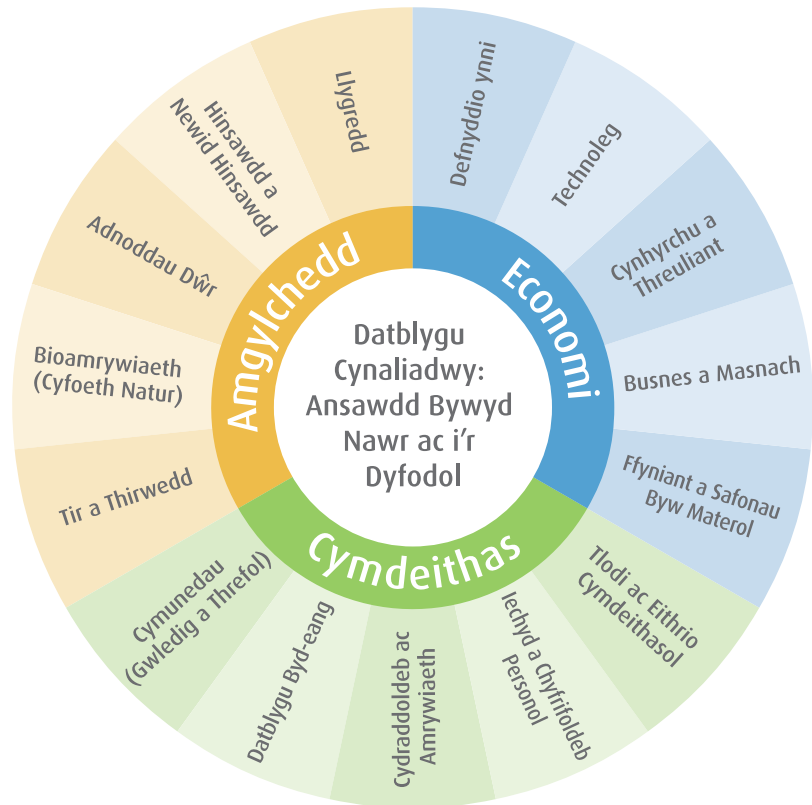 Datblygu
Cynaliadwy:
Ansawdd Bywyd
Nawr ac i'r
Dyfodol
Economi
Defnyddio ynni
Technoleg
Cynhyrchu a
Threuliant
Busnes a Masnach
Ffyniant a Safonau
Byw Materol
Cymdeithas
Tlodi ac Eithrio
Cymdeithasol
Iechyd a Chyfrifoldeb
Personol
Cydraddoldeb ac
Amrywiaeth
Datblygu Byd-eang
Cymunedau
(Gwledig a Threfol)
Amgylchedd
Tir a Thirwedd
Bioamrywiaeth
(Cyfoeth Natur)
Adnoddau Dŵr
Hinsawdd a
Newid Hinsawdd
Llygredd